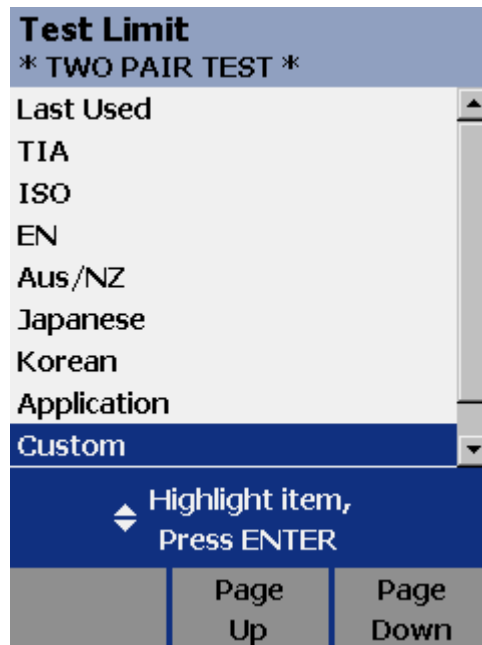 Test Limit
* TWO PAIR TEST *
Last Used
TIA
ISO
EN
Aus/NZ
Japanese
Korean
Application
Custom
Highlight item,
Press ENTER
Page Up
Page Down